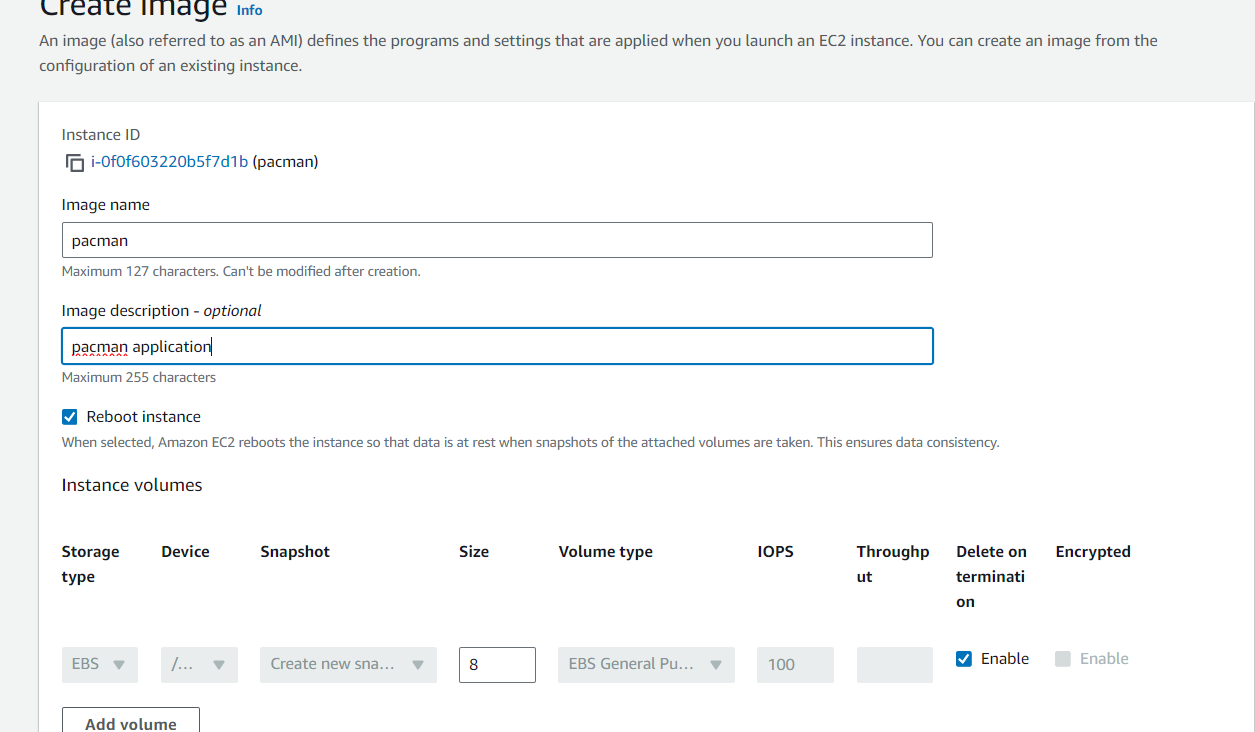 Create Image Info
An image (also referred to as an AMI) defines the programs and settings that are applied when you launch an EC2 instance. You can create an image from the
configuration of an existing instance.
Instance ID
i-0f0f603220b5f7d1b (pacman)
Image name
pacman
Maximum 127 characters. Can't be modified after creation.
Image description - optional
pacman application
Maximum 255 characters
Reboot instance
When selected, Amazon EC2 reboots the instance so that data is at rest when snapshots of the attached volumes are taken. This ensures data consistency.
Instance volumes
Storage type Device Snapshot Size Volume type IOPS Throughput Delete on termination Encrypted
EBS /... Create new sna... 8 EBS General Pu... 100 Enable Enable
Add volume